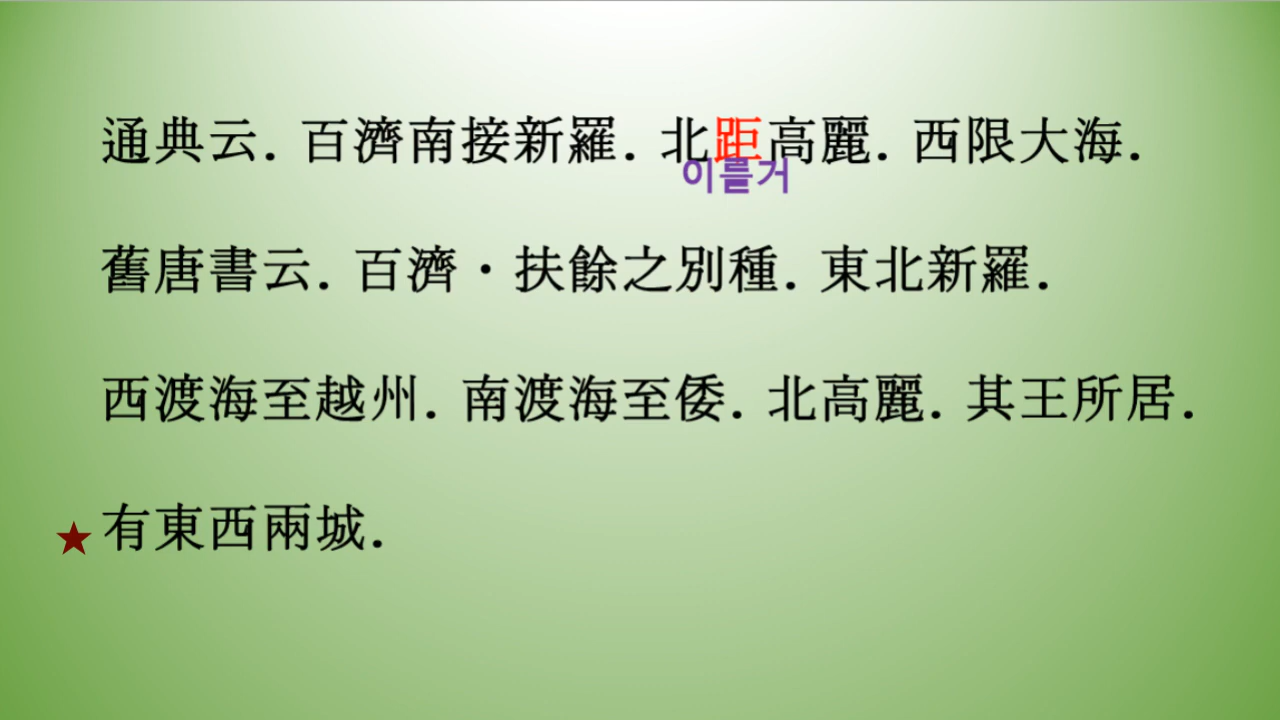 通典云. 百濟南接新羅. 北距高麗. 西限大海.
이를거
舊唐書云. 百濟·扶餘之別種. 東北新羅.
西渡海至越州. 南渡海至倭. 北高麗. 其王所居.
有東西兩城.